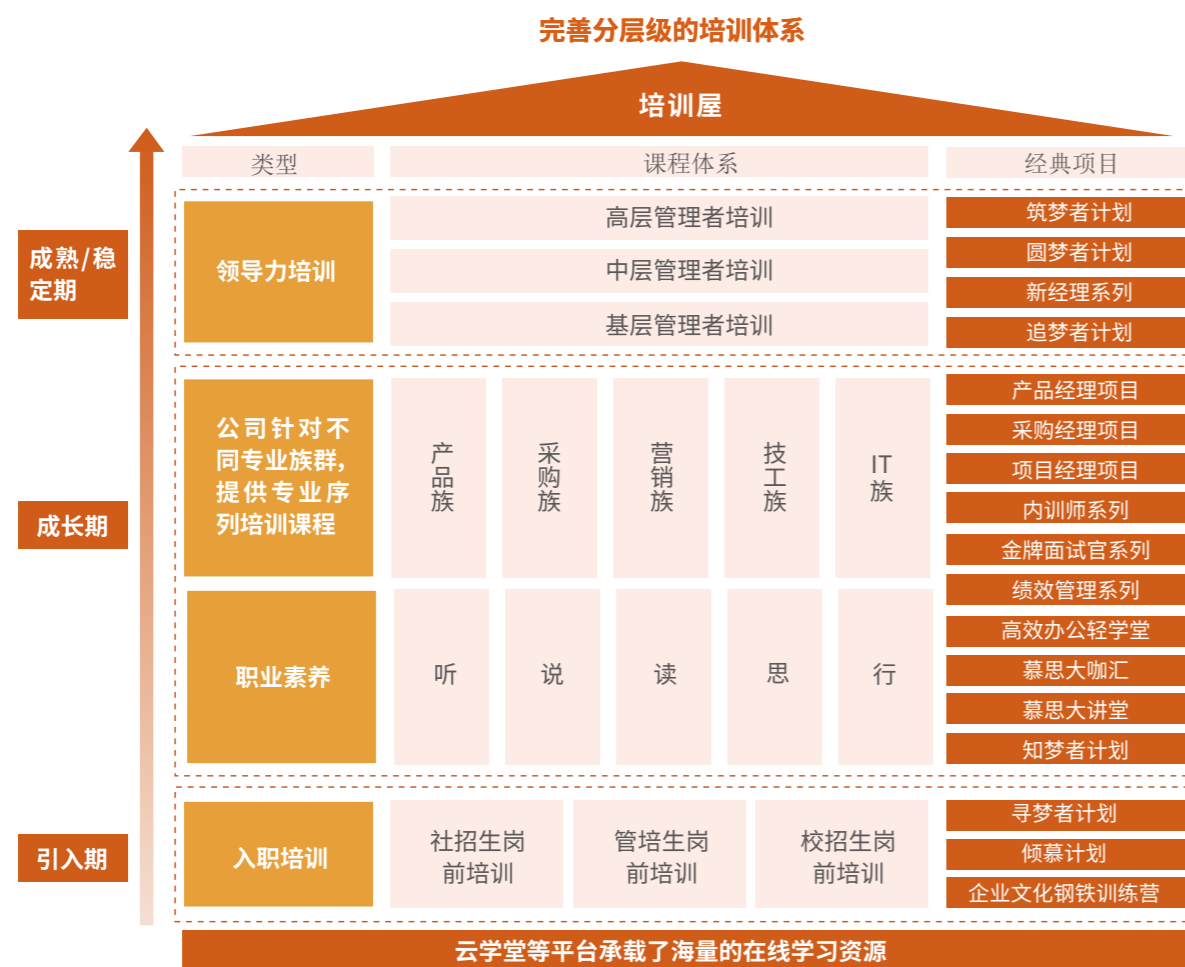 完善分层级的培训体系
培训屋
类型
课程体系
经典项目
成熟/稳
定期
领导力培训
高层管理者培训
中层管理者培训
基层管理者培训
筑梦者计划
圆梦者计划
新经理系列
追梦者计划
成长期
公司针对不
同专业族群,
提供专业序
列培训课程
产品族
采购族
营销族
技工族
IT
族
职业素养
听
说
读
思
行
产品经理项目
采购经理项目
项目经理项目
内训师系列
金牌面试官系列
绩效管理系列
高效办公轻学堂
慕思大咖汇
慕思大讲堂
知梦者计划
引入期
入职培训
社招生岗
前培训
管培生岗
前培训
校招生岗
前培训
寻梦者计划
倾慕计划
企业文化钢铁训练营
云学堂等平台承载了海量的在线学习资源